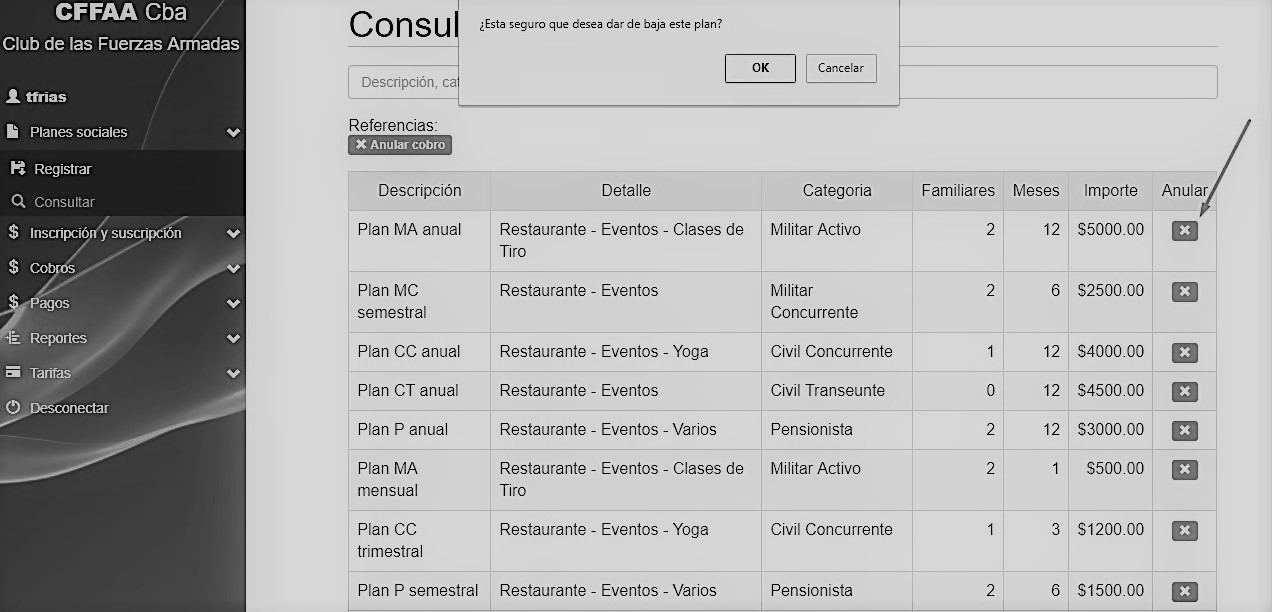 CFFAA Cba
Club de las Fuerzas Armadas
tfrias
Planes sociales
Registrar
Consultar
Inscripción y suscripción
Cobros
Pagos
Reportes
Tarifas
Desconectar
¿Esta seguro que desea dar de baja este plan?
OK Cancelar
Consul
Descripción, ca
Referencias:
Anular cobro
Descripción Detalle Categoria Familiares Meses Importe Anular
Plan MA anual Restaurante - Eventos - Clases de Militar Activo 2 12 $5000.00
Tiro
Plan MC Restaurante - Eventos Militar 2 6 $2500.00
semestral Concurrente
Plan CC anual Restaurante - Eventos - Yoga Civil Concurrente 1 12 $4000.00
Plan CT anual Restaurante - Eventos Civil Transeunte 0 12 $4500.00
Plan P anual Restaurante - Eventos - Varios Pensionista 2 12 $3000.00
Plan MA Restaurante - Eventos - Clases de Militar Activo 2 1 $500.00
mensual Tiro
Plan CC Restaurante - Eventos - Yoga Civil Concurrente 1 3 $1200.00
trimestral
Plan P semestral Restaurante - Eventos - Varios Pensionista 2 6 $1500.00